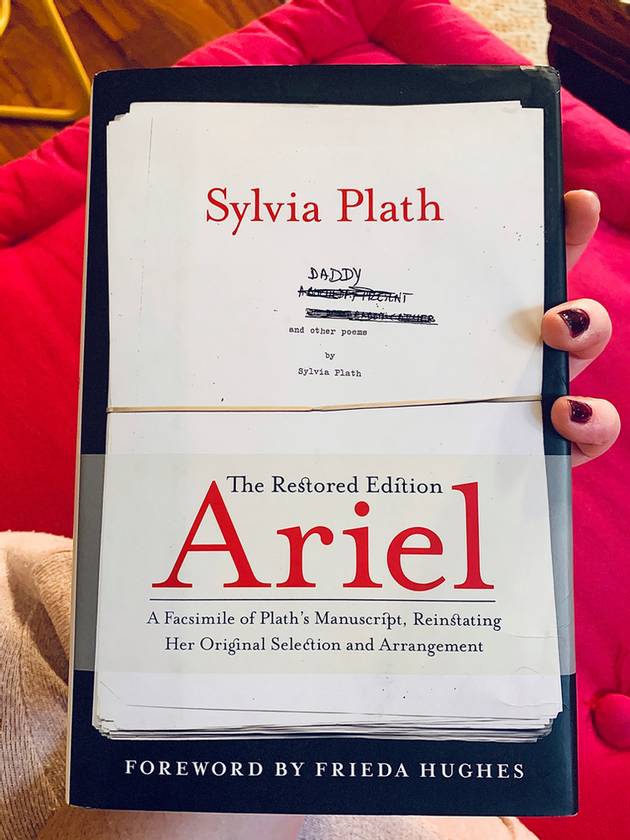 Sylvia Plath
DADDY
and other poems
by
Sylvia Plath
The Restored Edition
Ariel
A Facsimile of Plath's Manuscript, Reinstating
Her Original Selection and Arrangement
FOREWORD BY FRIEDA HUGHES